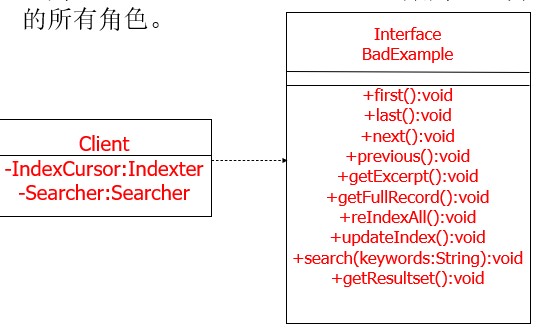 的所有角色。
Interface
BadExample
+first():void
+last():void
+next():void
+previous():void
+getExcerpt():void
+getFullRecord():void
+reIndexAll():void
+updateIndex():void
+search(keywords:String):void
+getResultset():void
Client
-IndexCursor:Indexter
-Searcher:Searcher